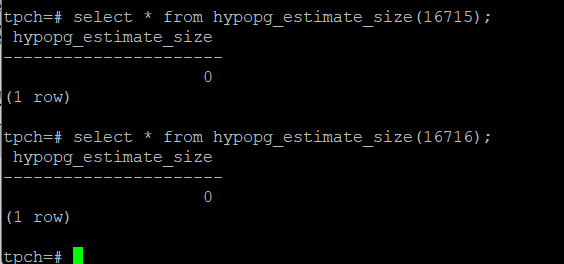 tpch=# select * from hypopg_estimate_size(16715);
hypopg_estimate_size
----------------------
0
(1 row)
tpch=# select * from hypopg_estimate_size(16716);
hypopg_estimate_size
----------------------
0
(1 row)
tpch=#